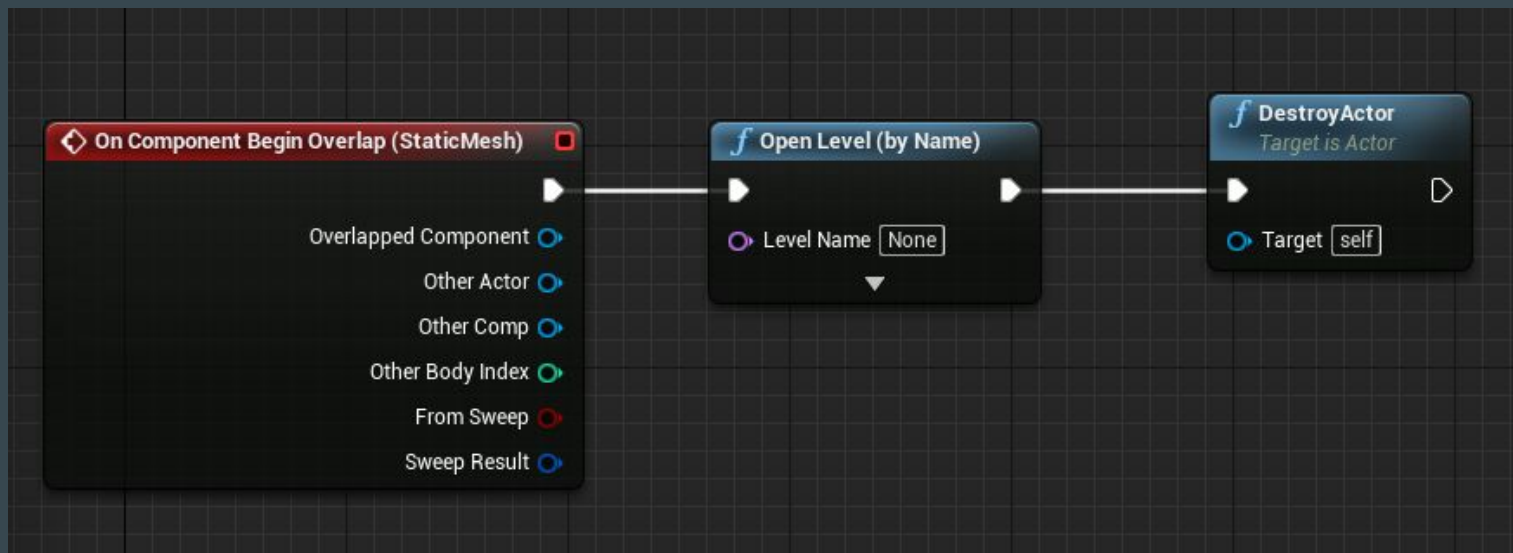 On Component Begin Overlap (StaticMesh)
Overlapped Component
Other Actor
Other Comp
Other Body Index
From Sweep
Sweep Result
f Open Level (by Name)
Level Name None
f DestroyActor
Target is Actor
Target self